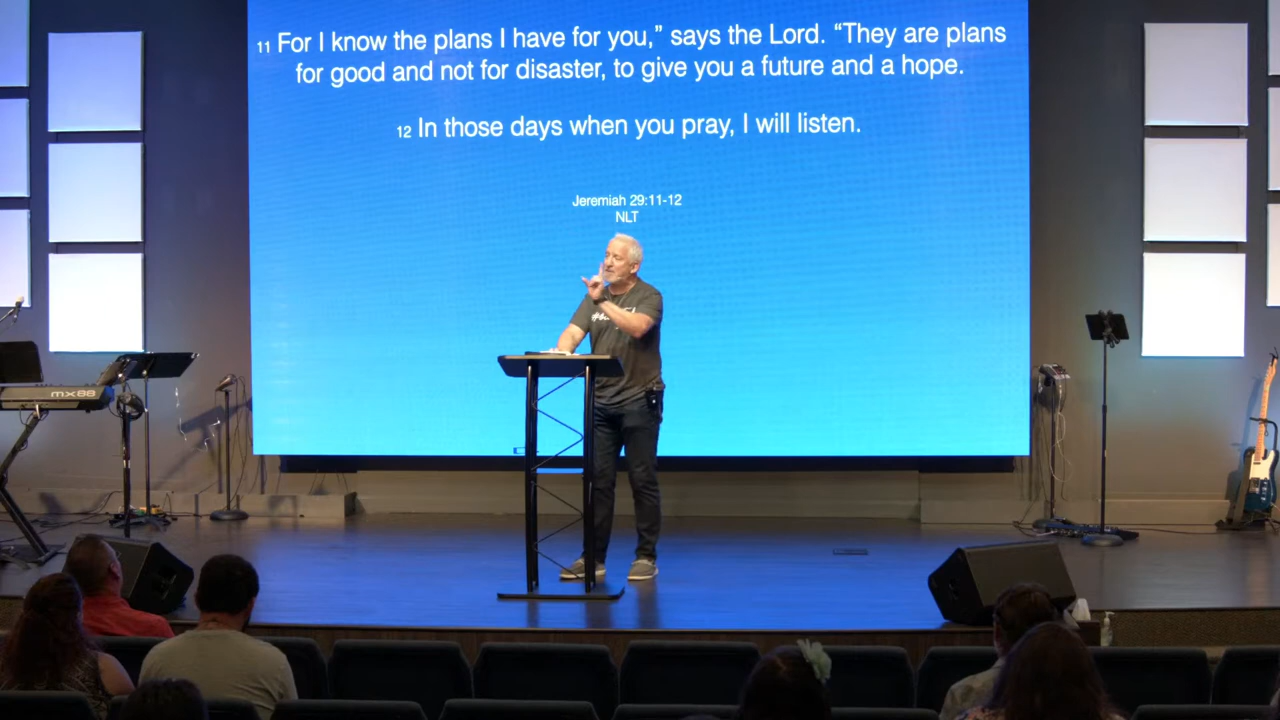 11 For I know the plans I have for you,” says the Lord. “They are plans
for good and not for disaster, to give you a future and a hope.
12 In those days when you pray, I will listen.
Jeremiah 29:11-12
NLT
mx88